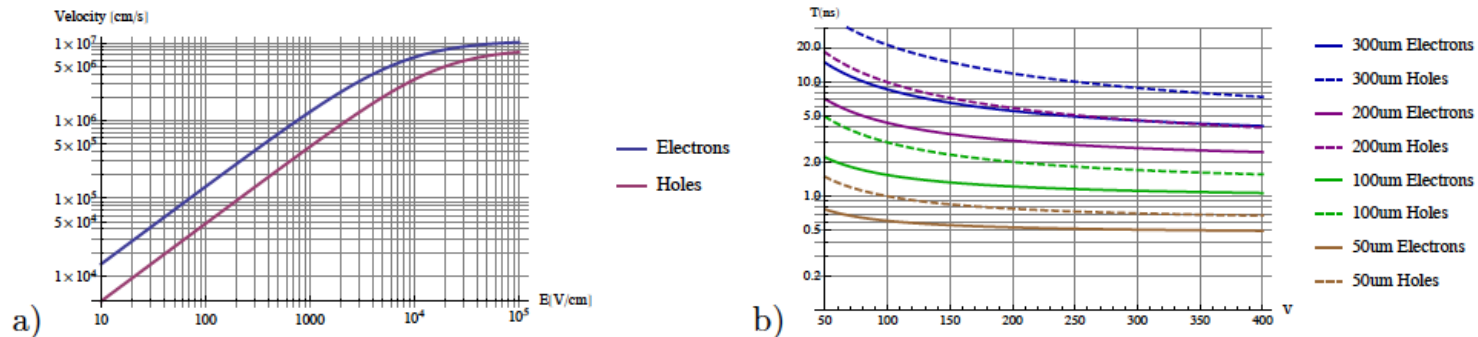 Velocity [cm/s]
1×10⁷
5×10⁶
1×10⁶
5×10⁵
1×10⁵
5×10⁴
1×10⁴
10
100
1000
10⁴
10⁵
E[V/cm]
Electrons
Holes
a)
T(ns)
20.0
10.0
5.0
2.0
1.0
0.5
0.2
50
100
150
200
250
300
350
400
V
300um Electrons
300um Holes
200um Electrons
200um Holes
100um Electrons
100um Holes
50um Electrons
50um Holes
b)